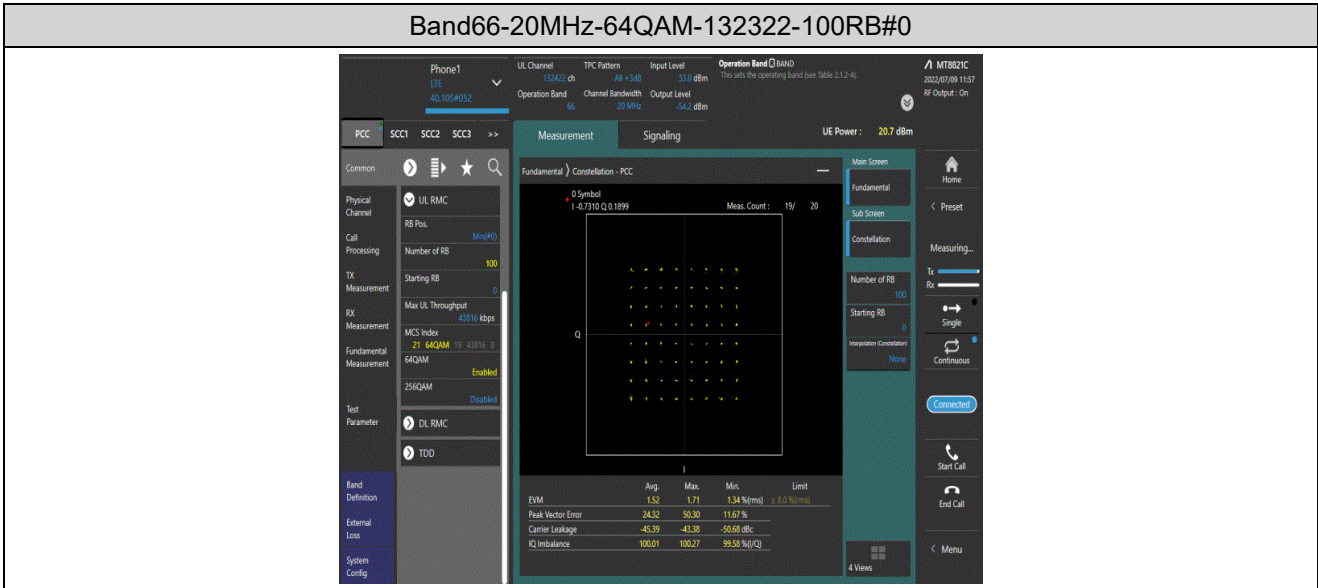 Band66-20MHz-64QAM-132322-100RB#0
Phone1
LTE
40.10S#052
UL Channel
132422 ch
TPC Pattern
All +3dB
Input Level
33.0 dBm
Operation Band
66
Channel Bandwidth
20 MHz
Output Level
-54.2 dBm
Operation Band BAND
This sets the operating band (see Table 2.1.2-4).
MT8821C
2022/07/09 11:57
RF Output : On
PCC SCC1 SCC2 SCC3 >>
Measurement Signaling
UE Power : 20.7 dBm
Common
Physical
Channel
Call
Processing
TX
Measurement
RX
Measurement
Fundamental
Measurement
Test
Parameter
Band
Definition
External
Loss
System
Config
UL RMC
RB Pos.
Min(#0)
Number of RB
100
Starting RB
0
Max UL Throughput
43816 kbps
MCS Index
21 64QAM 19 43816 8
64QAM
Enabled
256QAM
Disabled
DL RMC
TDD
Fundamental Constellation - PCC
0 Symbol
I -0.7310 Q 0.1899
Meas. Count : 19/ 20
Q
I
Avg. Max. Min. Limit
EVM 1.52 1.71 1.34 %(rms) ≤ 8.0 %(rms)
Peak Vector Error 24.32 50.30 11.67 %
Carrier Leakage -45.39 -43.38 -50.68 dBc
IQ Imbalance 100.01 100.27 99.58 %(I/Q)
Main Screen
Fundamental
Sub Screen
Constellation
Number of RB
100
Starting RB
0
Interpolation (Constellation)
None
4 Views
Home
< Preset
Measuring...
Tx
Rx
Single
Continuous
Connected
Start Call
End Call
< Menu